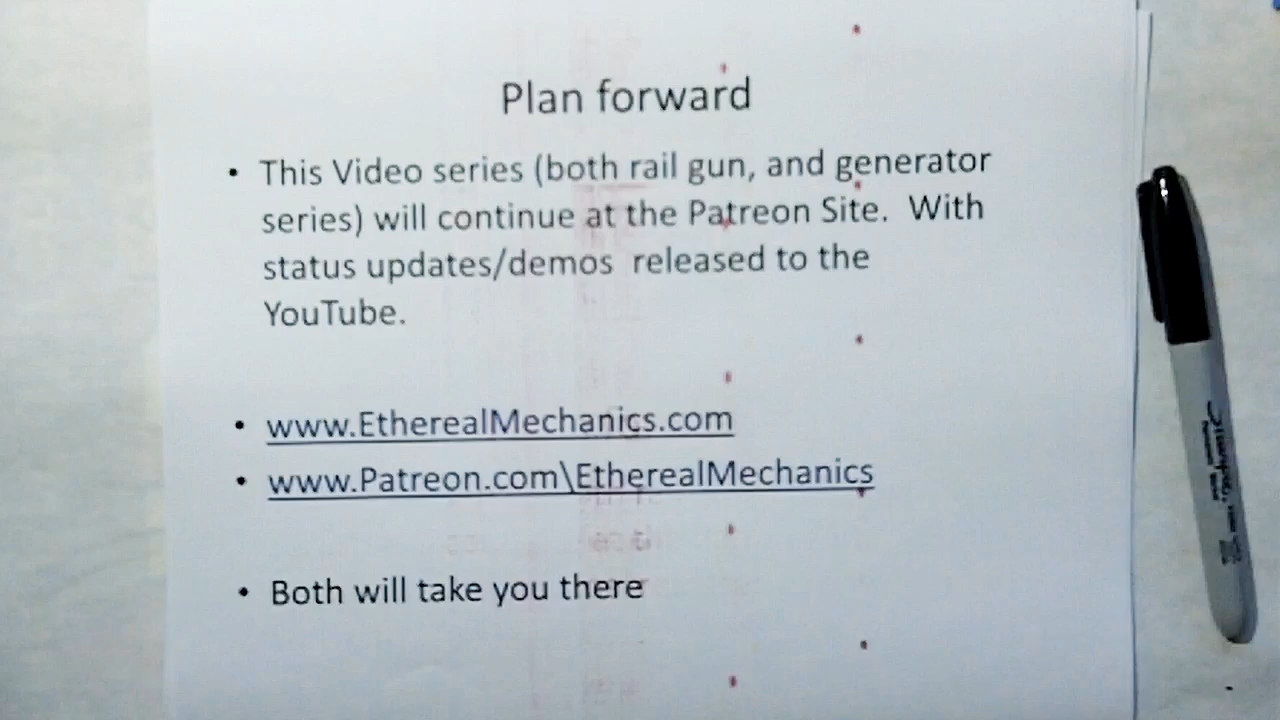 Plan forward
• This Video series (both rail gun, and generator
series) will continue at the Patreon Site. With
status updates/demos released to the
YouTube.
• www.EtherealMechanics.com
• www.Patreon.com\EtherealMechanics
• Both will take you there
Sharpie